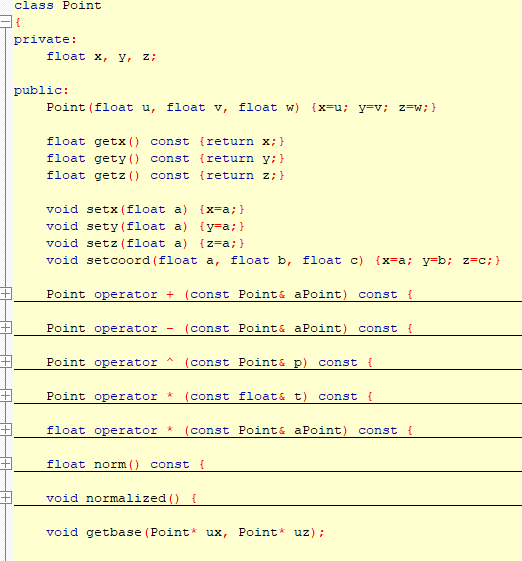 class Point
{
private:
    float x, y, z;

public:
    Point(float u, float v, float w) {x=u; y=v; z=w;}

    float getx() const {return x;}
    float gety() const {return y;}
    float getz() const {return z;}

    void setx(float a) {x=a;}
    void sety(float a) {y=a;}
    void setz(float a) {z=a;}
    void setcoord(float a, float b, float c) {x=a; y=b; z=c;}

    Point operator + (const Point& aPoint) const {

    Point operator - (const Point& aPoint) const {

    Point operator ^ (const Point& p) const {

    Point operator * (const float& t) const {

    float operator * (const Point& aPoint) const {

    float norm() const {

    void normalized() {

    void getbase(Point* ux, Point* uz);